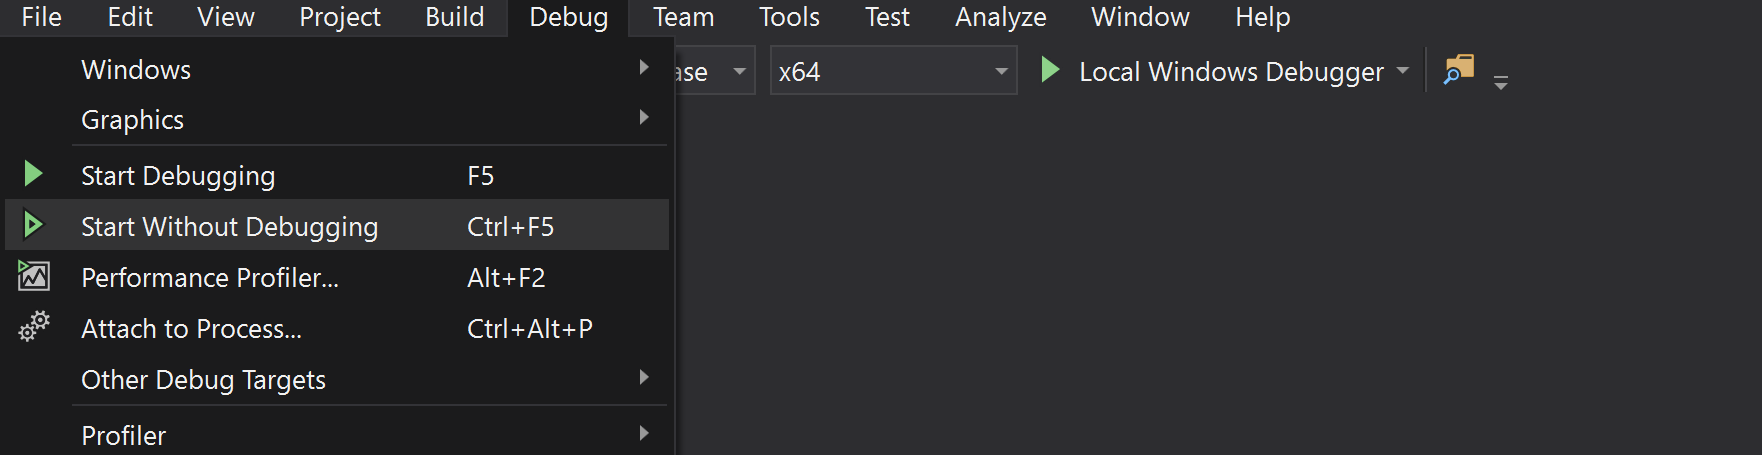 File Edit View Project Build Debug Team Tools Test Analyze Window Help
ase x64 Local Windows Debugger
Windows
Graphics
Start Debugging F5
Start Without Debugging Ctrl+F5
Performance Profiler... Alt+F2
Attach to Process... Ctrl+Alt+P
Other Debug Targets
Profiler